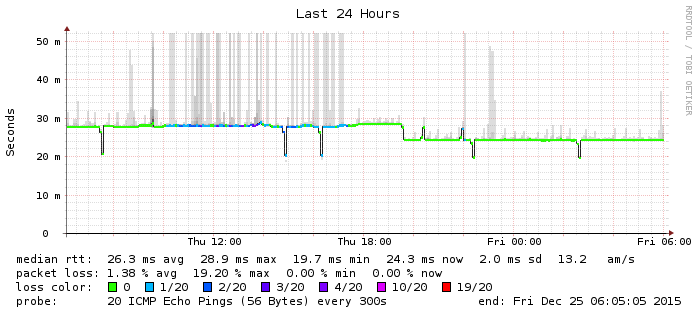 Last 24 Hours
RRDTOOL / TOBI OETIKER
Seconds
50 m
40 m
30 m
20 m
10 m
0
Thu 12:00 Thu 18:00 Fri 00:00 Fri 06:00
median rtt: 26.3 ms avg 28.9 ms max 19.7 ms min 24.3 ms now 2.0 ms sd 13.2 am/s
packet loss: 1.38 % avg 19.20 % max 0.00 % min 0.00 % now
loss color: 0 1/20 2/20 3/20 4/20 10/20 19/20
probe: 20 ICMP Echo Pings (56 Bytes) every 300s end: Fri Dec 25 06:05:05 2015